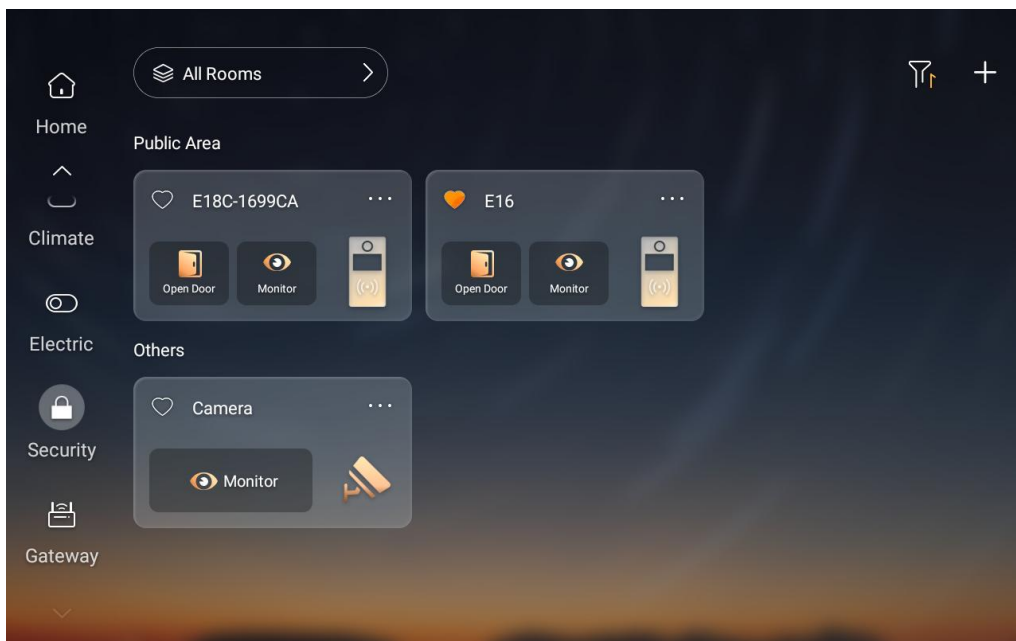 All Rooms
Home
Public Area
E18C-1699CA
E16
Climate
Open Door
Monitor
Open Door
Monitor
Electric
Others
Camera
Security
Monitor
Gateway